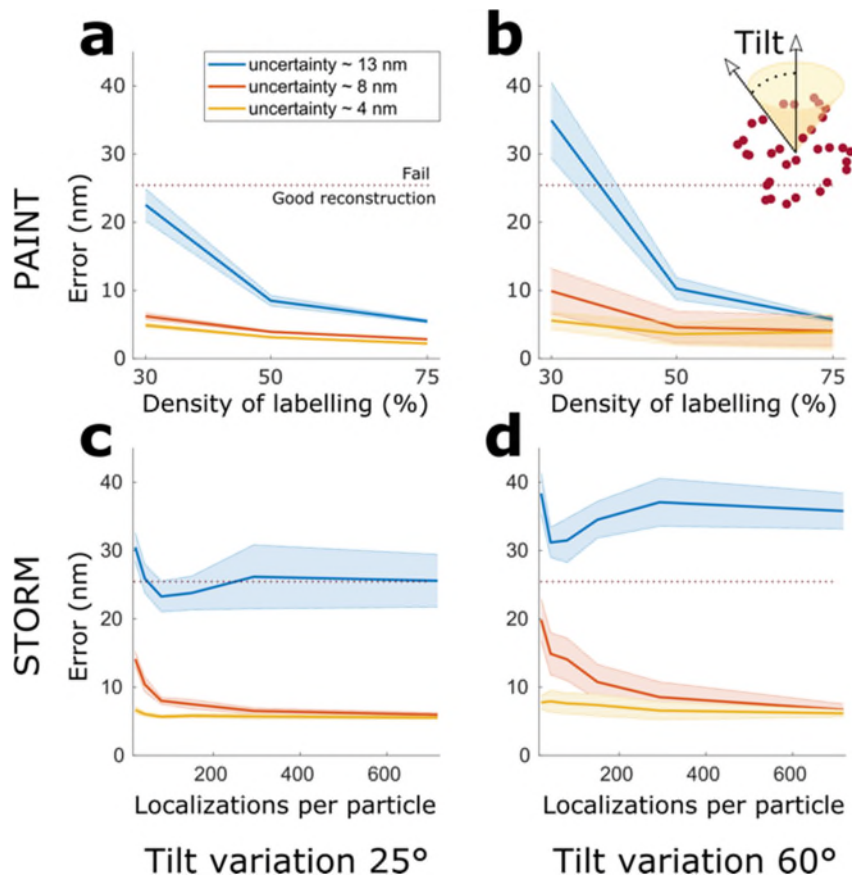 a
b
uncertainty ~ 13 nm
uncertainty ~ 8 nm
uncertainty ~ 4 nm
Tilt
Fail
Good reconstruction
PAINT
Error (nm)
40
30
20
10
0
40
30
20
10
0
30 50 75
30 50 75
Density of labelling (%)
Density of labelling (%)
c
d
STORM
Error (nm)
40
30
20
10
0
40
30
20
10
0
200 400 600
200 400 600
Localizations per particle
Localizations per particle
Tilt variation 25°
Tilt variation 60°